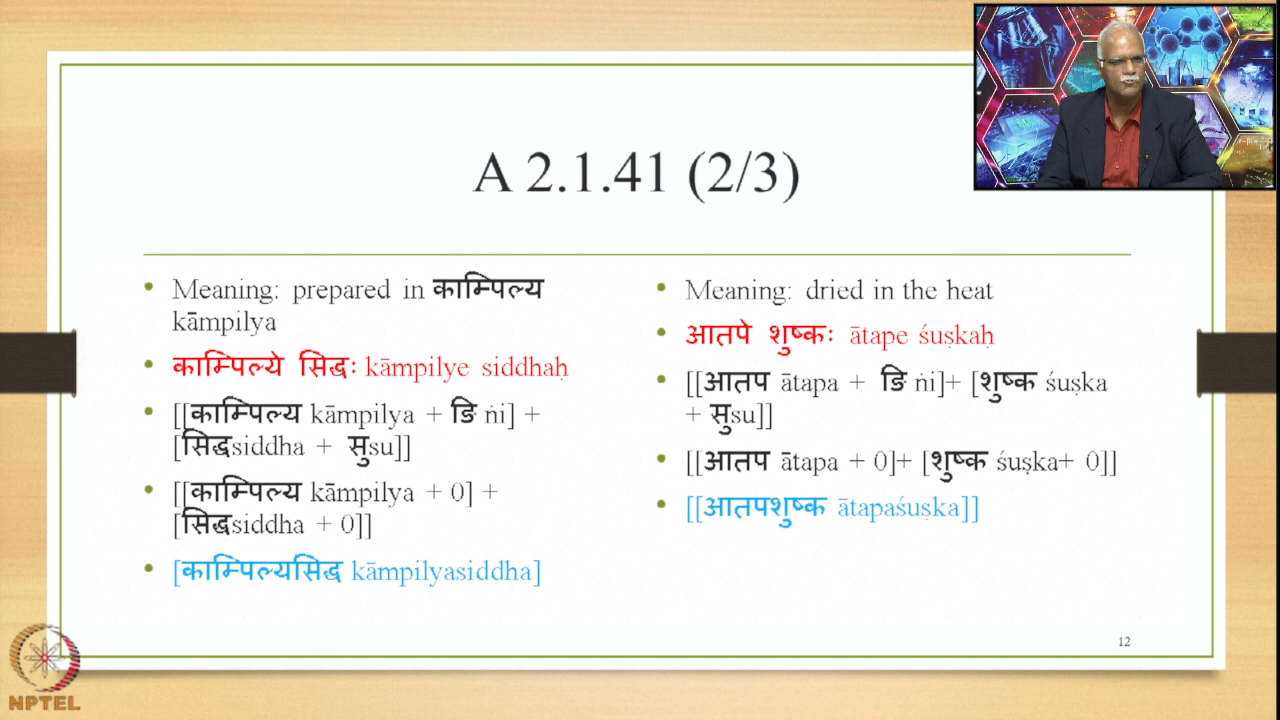 A 2.1.41 (2/3)
• Meaning: prepared in काम्पिल्य
kāmpilya
• काम्पिल्ये सिद्धः kāmpilye siddhaḥ
• [[काम्पिल्य kāmpilya + ङि ṅi] +
[सिद्धsiddha + सुsu]]
• [[काम्पिल्य kāmpilya + 0] +
[सिद्धsiddha + 0]]
• [काम्पिल्यसिद्ध kāmpilyasiddha]
• Meaning: dried in the heat
• आतपे शुष्कः ātape śuṣkaḥ
• [[आतप ātapa + ङि ṅi]+ [शुष्क śuṣka
+ सुsu]]
• [[आतप ātapa + 0]+ [शुष्क śuṣka+ 0]]
• [[आतपशुष्क ātapaśuṣka]]
12
NPTEL